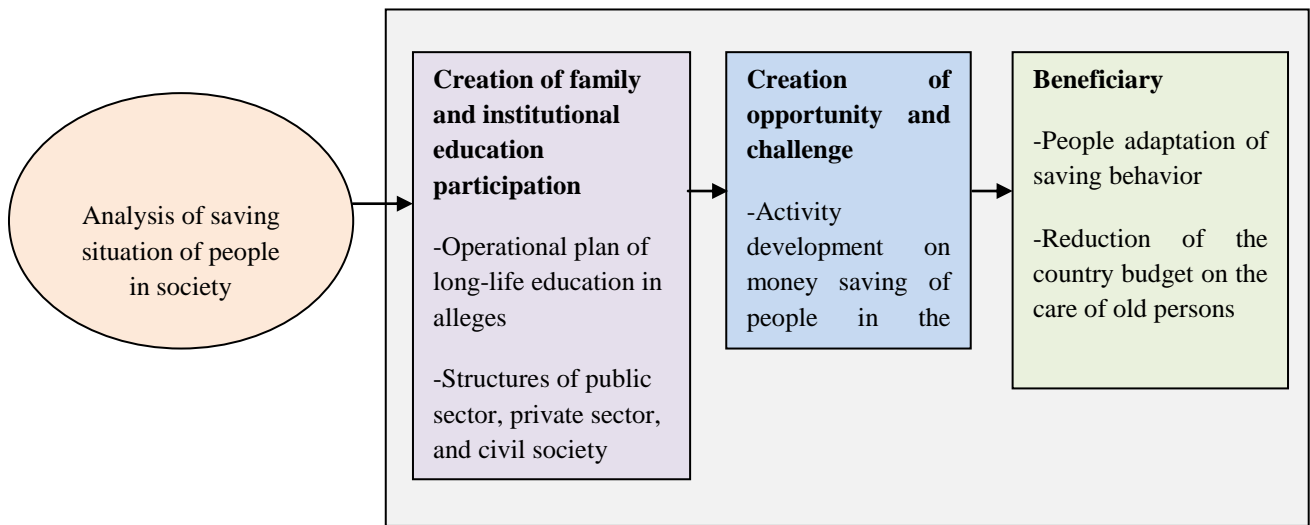 Analysis of saving
situation of people
in society
Creation of family
and institutional
education
participation
-Operational plan of
long-life education in
alleges
-Structures of public
sector, private sector,
and civil society
Creation of
opportunity and
challenge
-Activity
development on
money saving of
people in the
Beneficiary
-People adaptation of
saving behavior
-Reduction of the
country budget on the
care of old persons